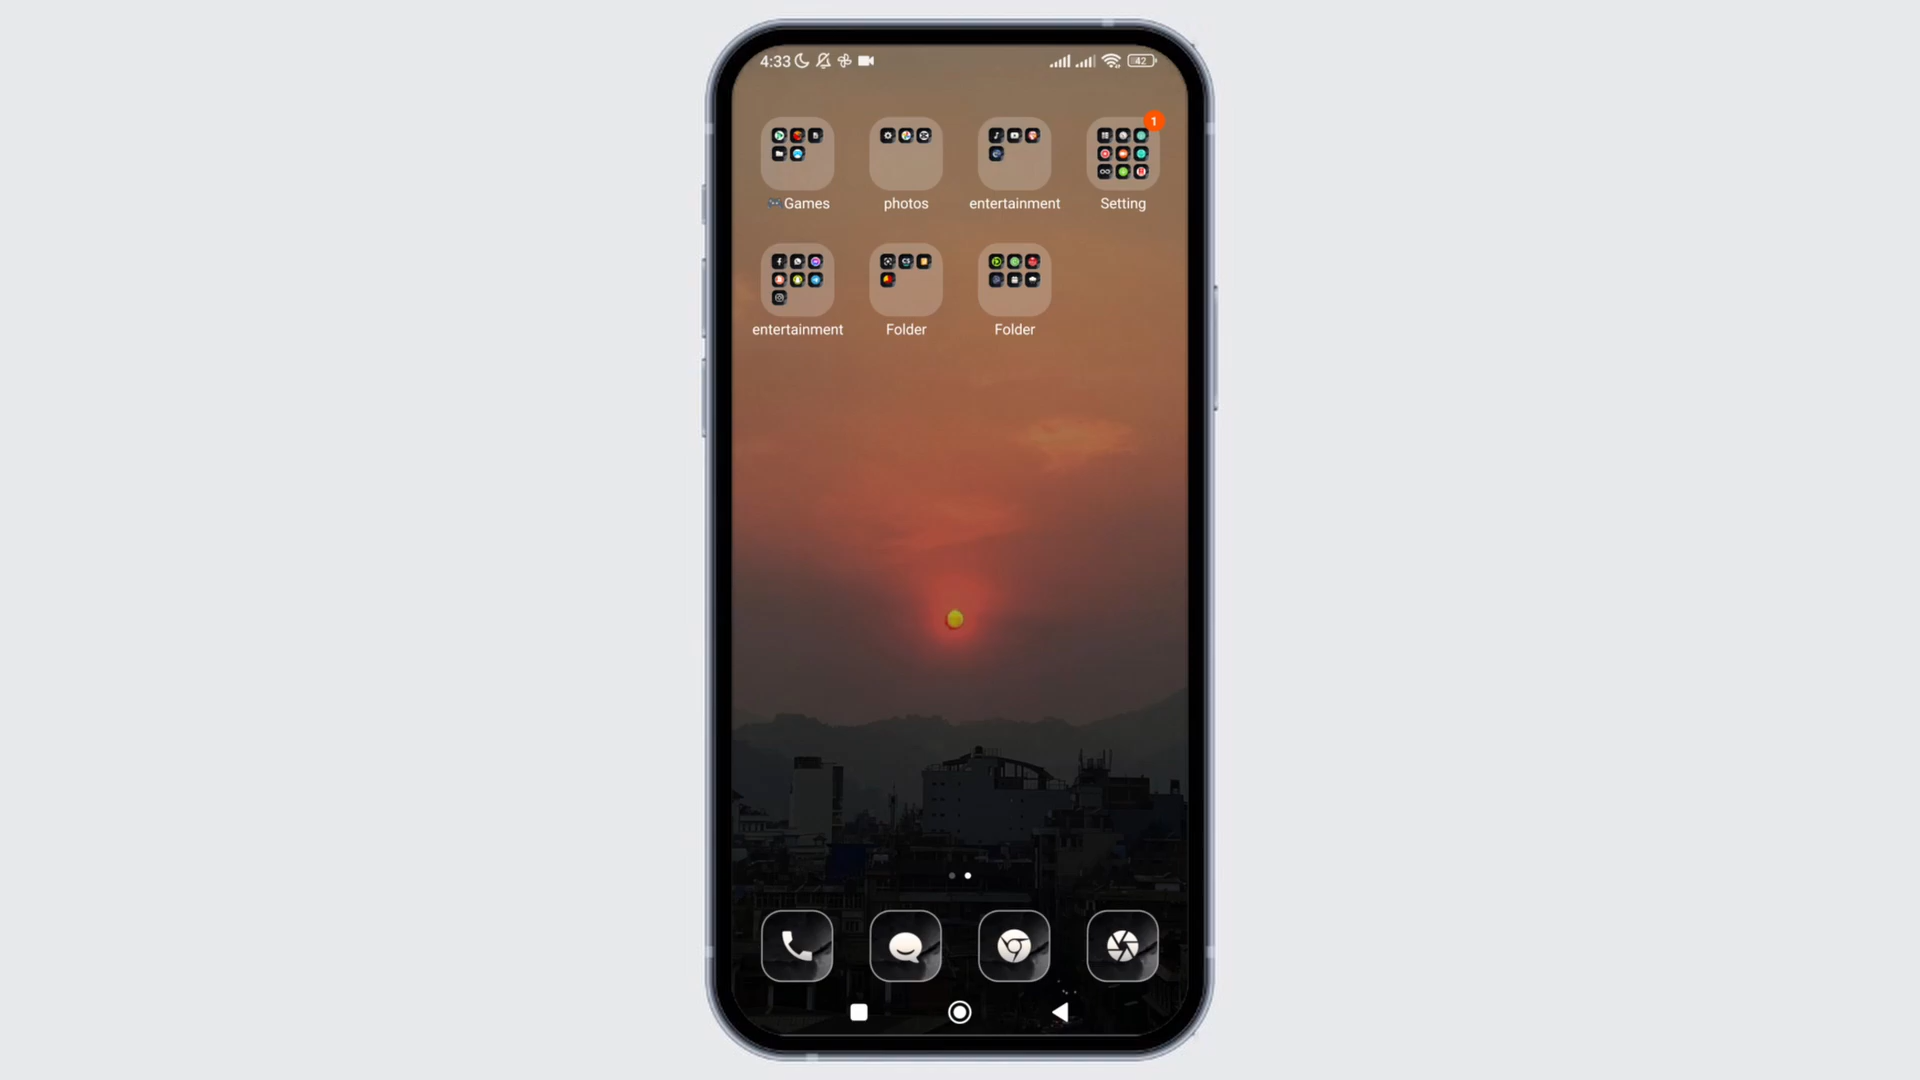 4:33
42
1
🎮Games
photos
entertainment
Setting
entertainment
Folder
Folder